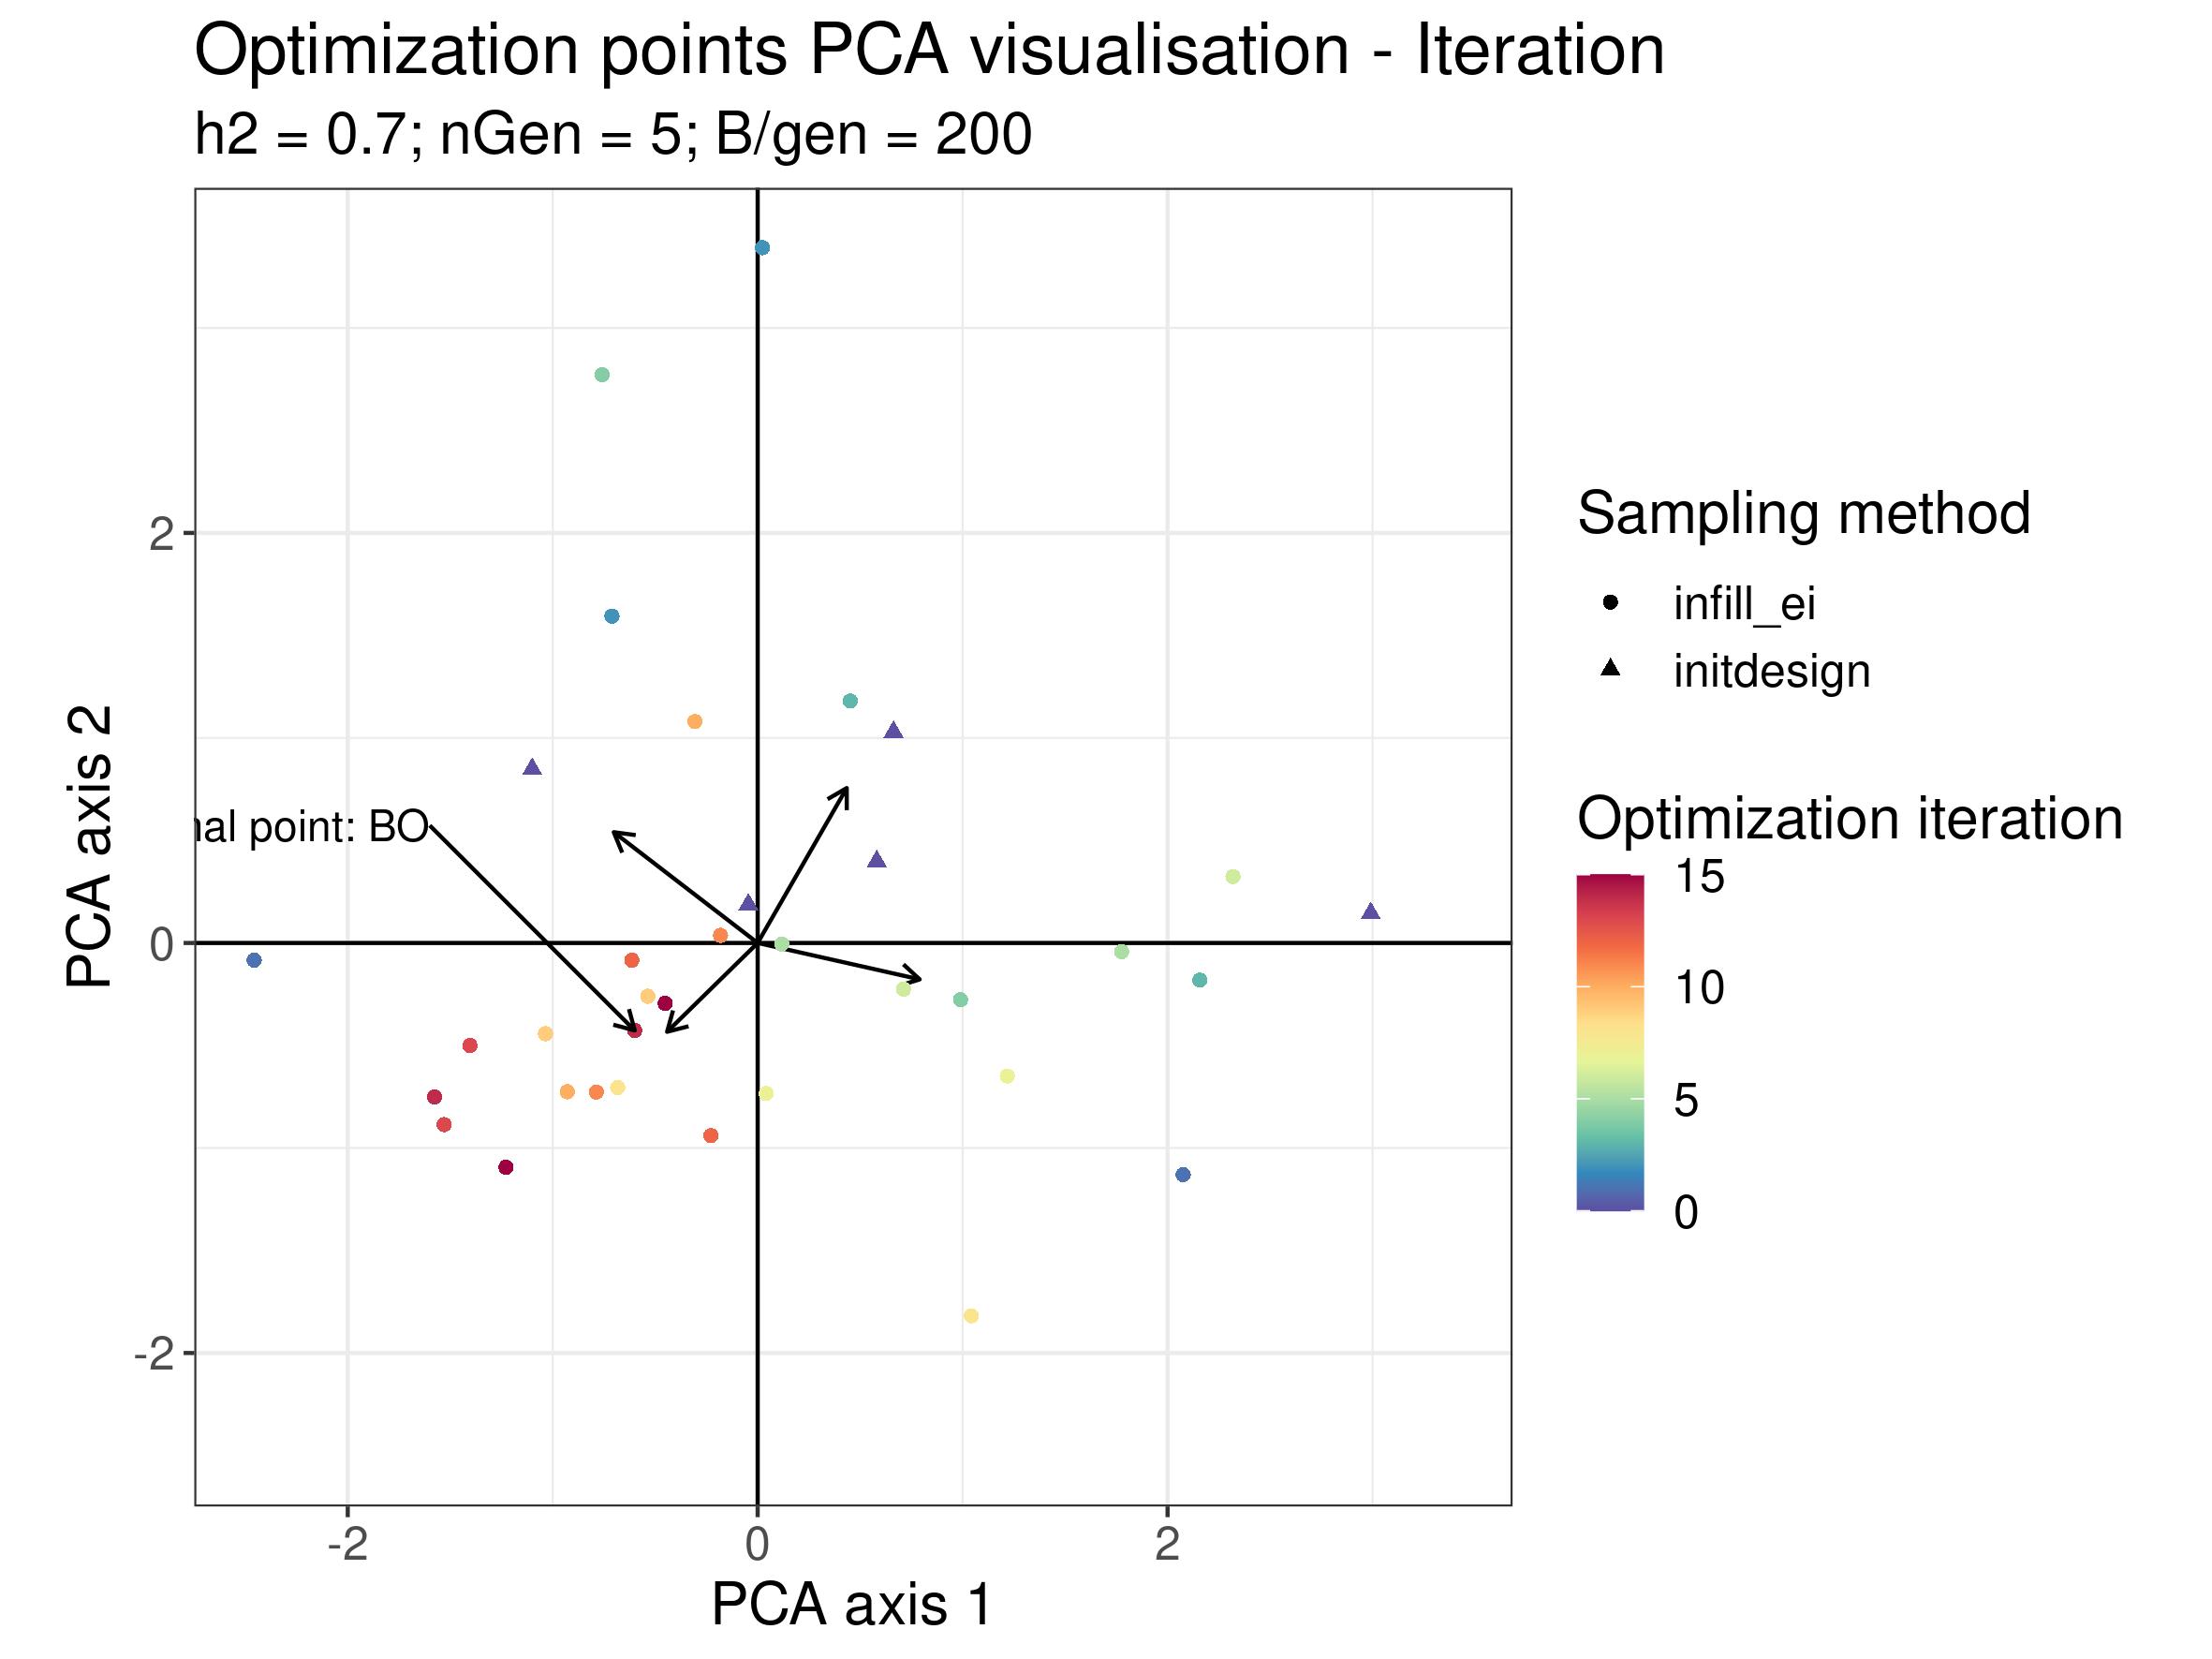 Optimization points PCA visualisation - Iteration
h2 = 0.7; nGen = 5; B/gen = 200
PCA axis 2
2
0
-2
point: BO
-2
0
2
PCA axis 1
Sampling method
infill_ei
initdesign
Optimization iteration
15
10
5
0